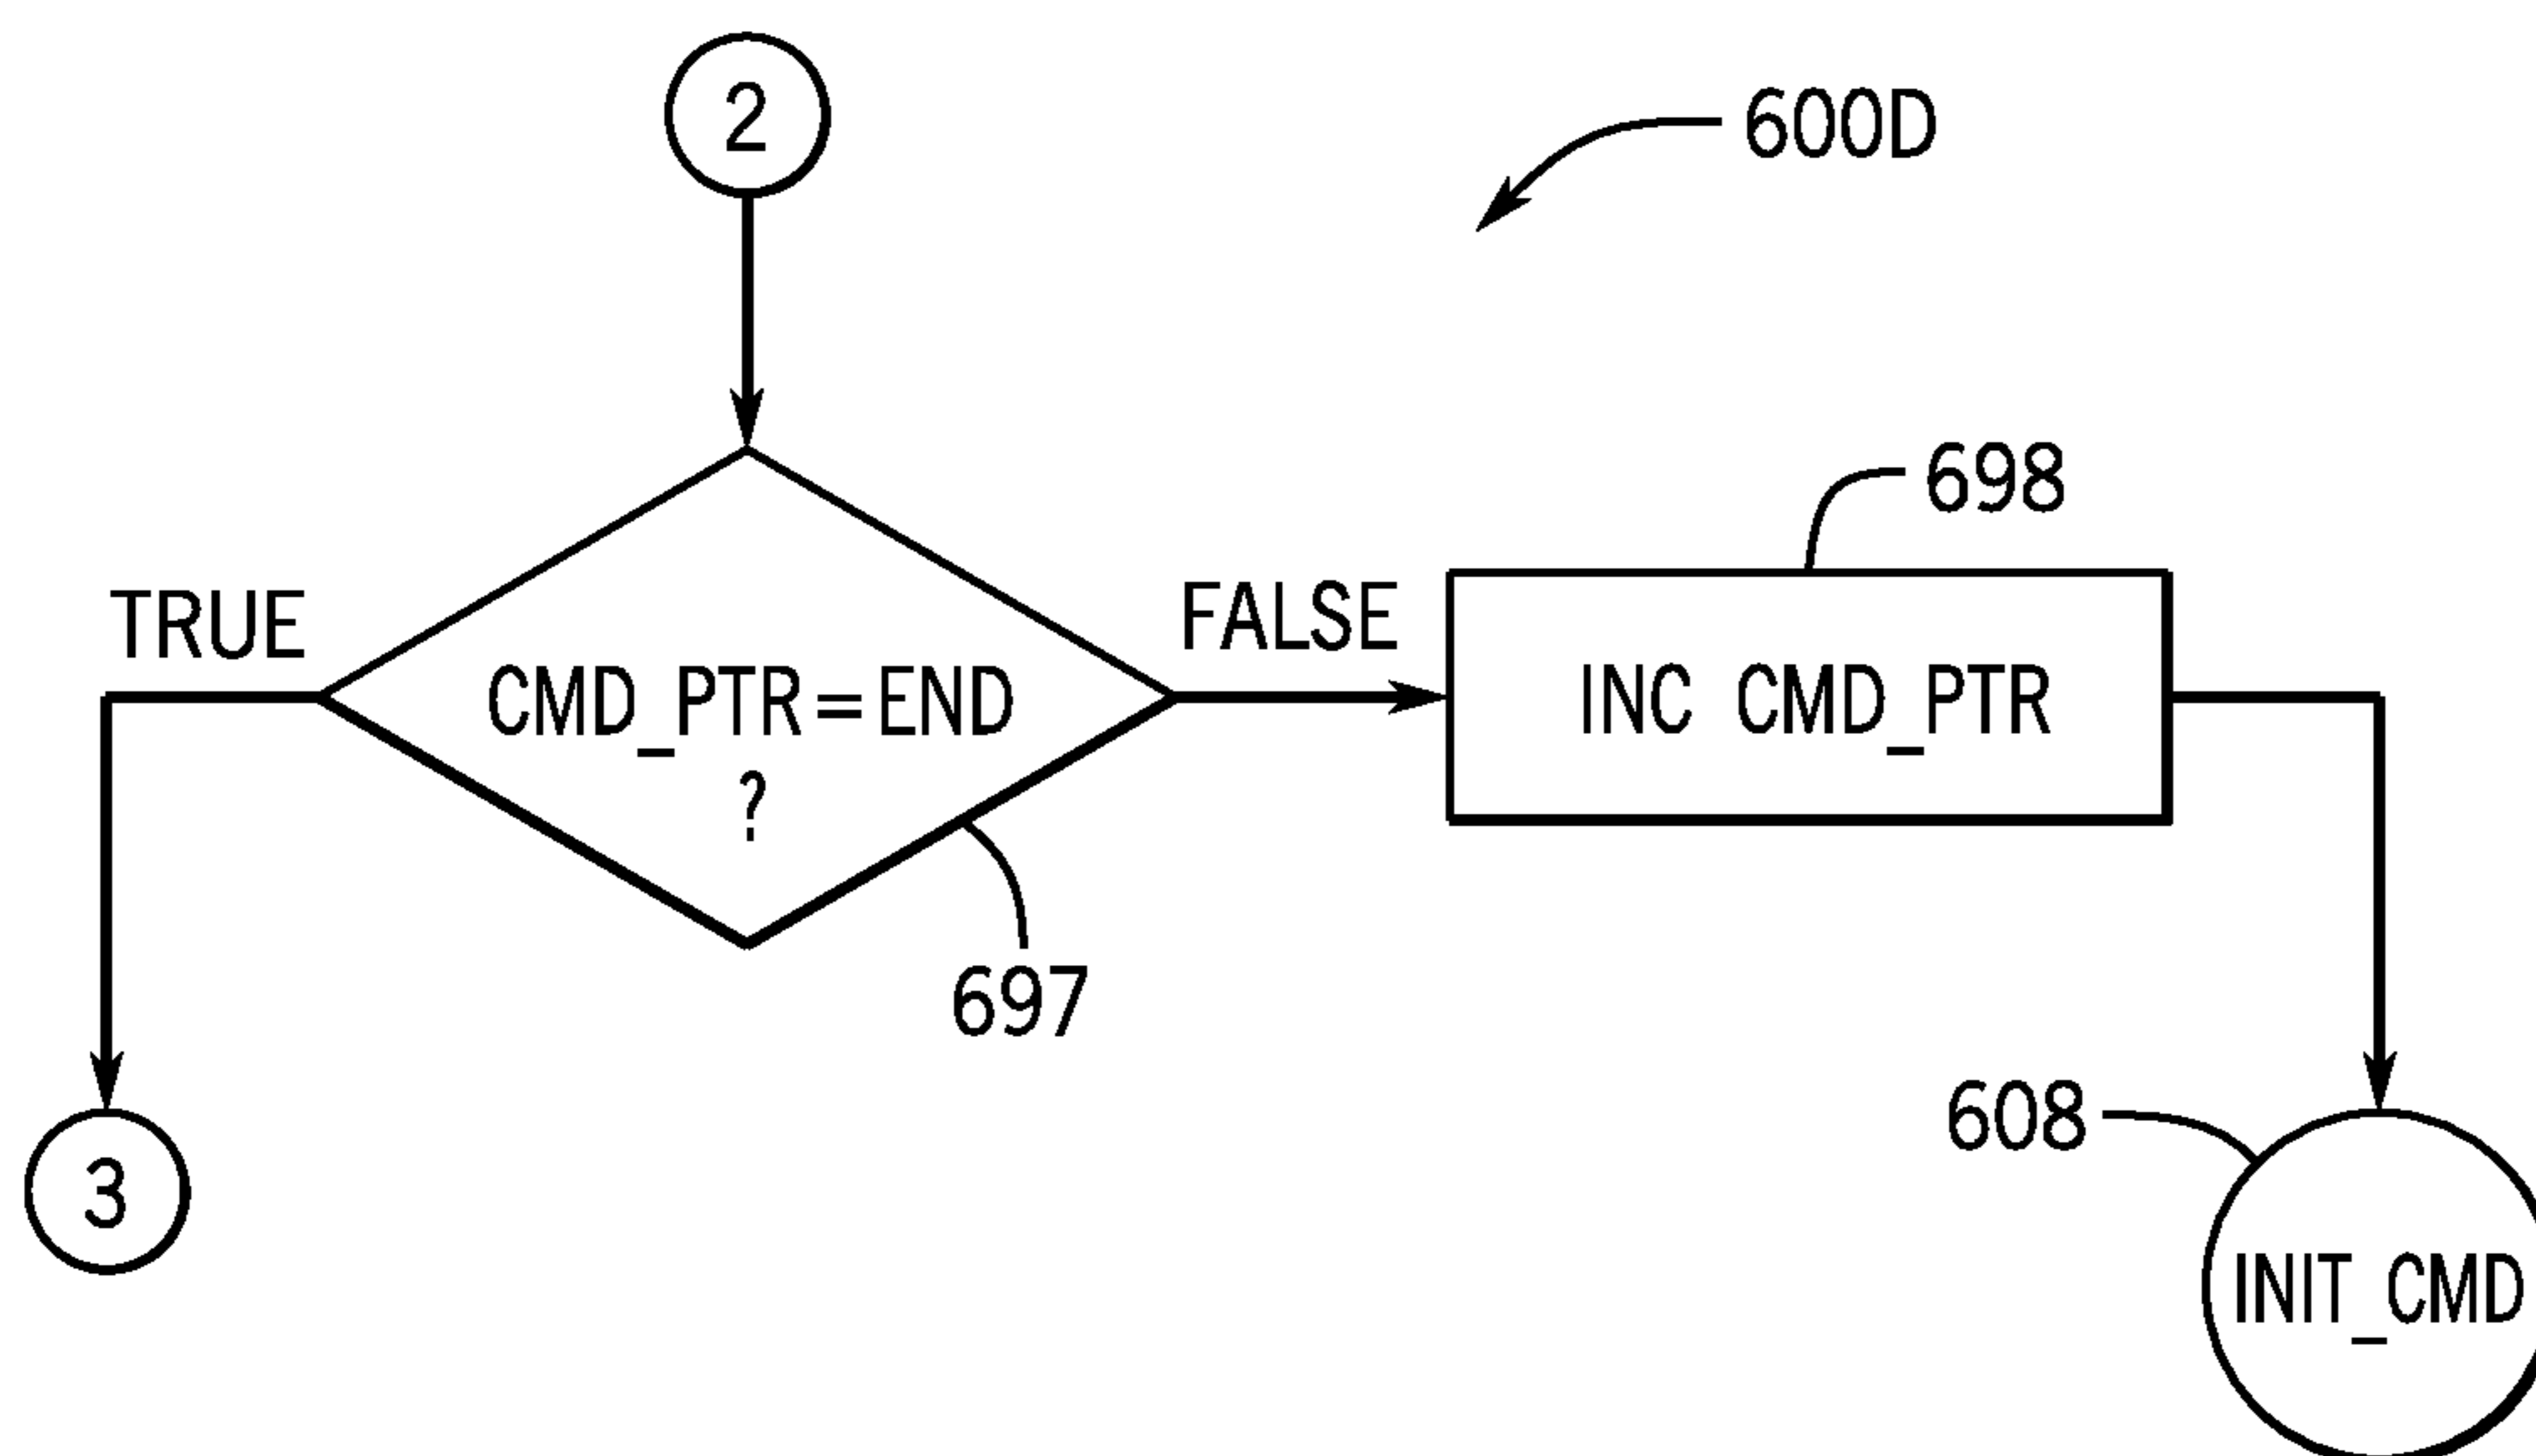 2
600D
698
TRUE
FALSE
CMD_PTR=END
?
INC CMD_PTR
697
608
3
INIT_CMD